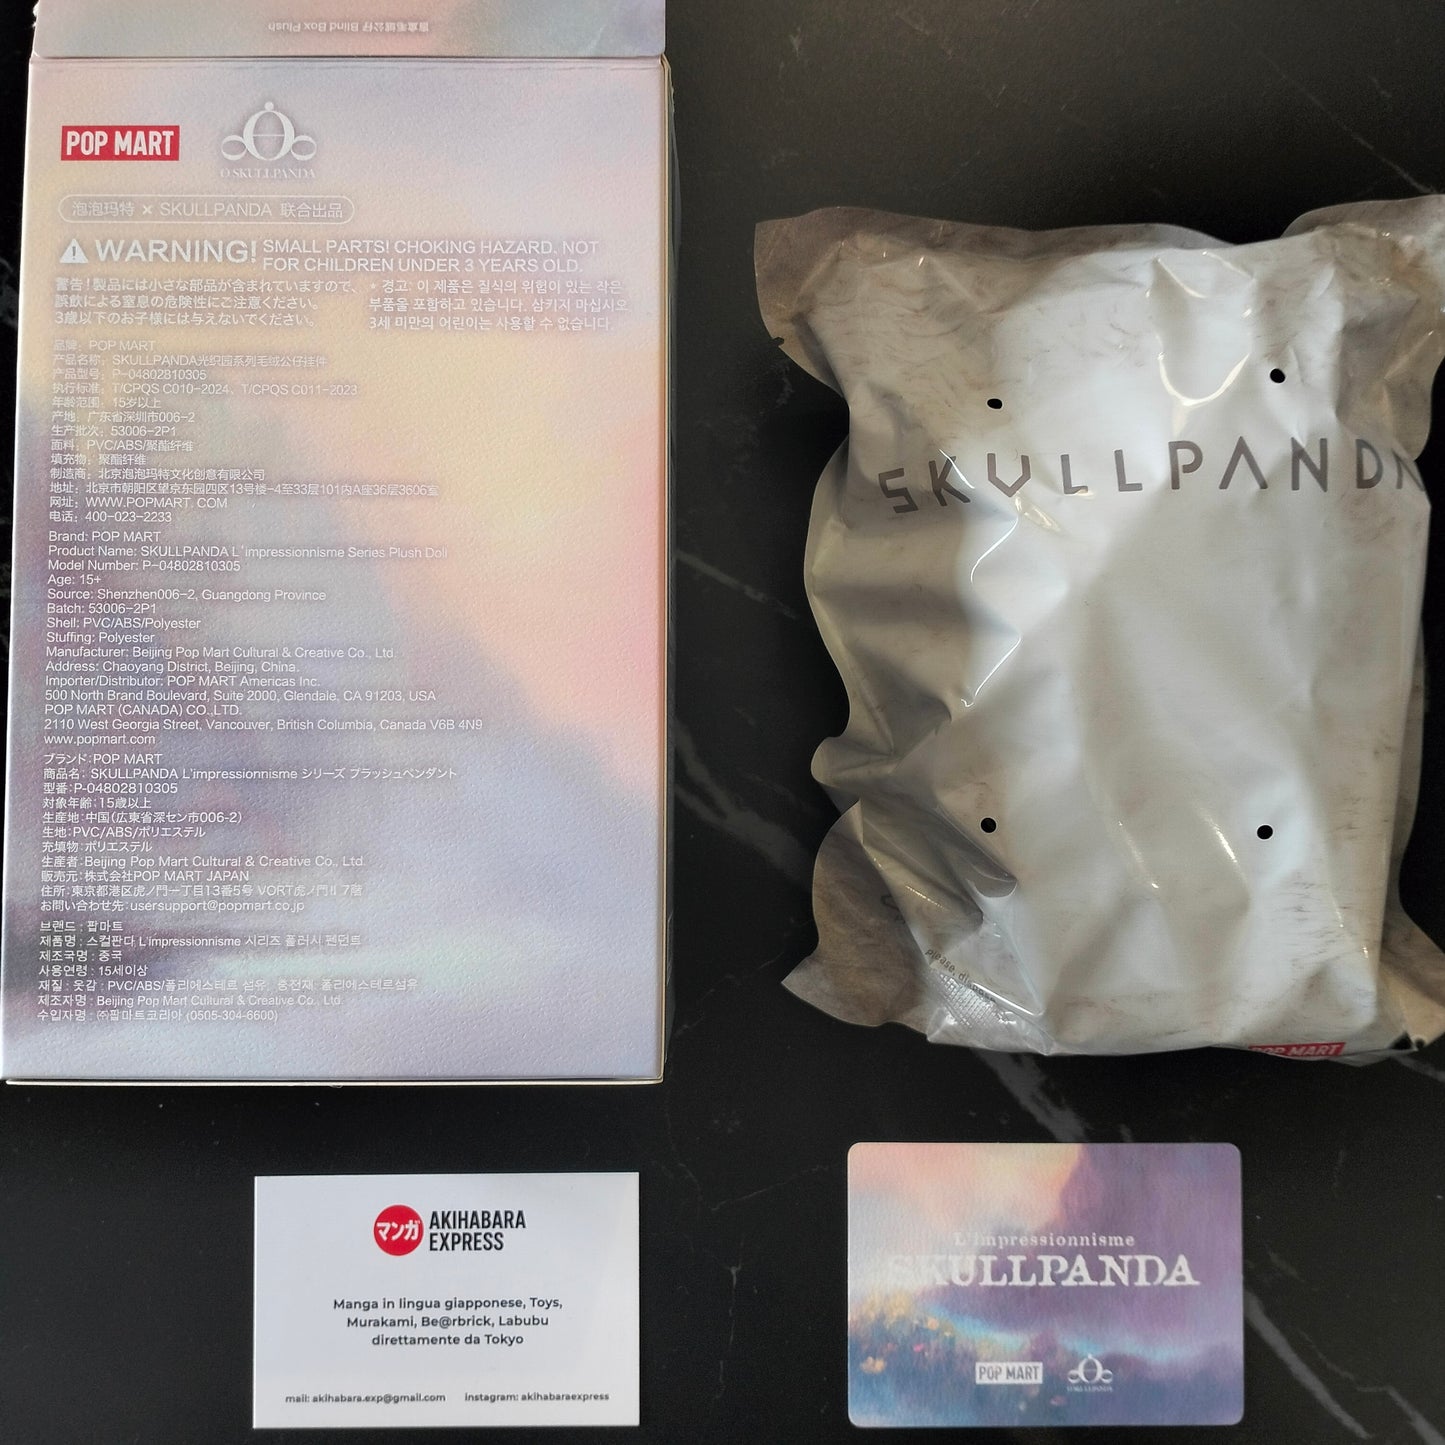 盲盒毛绒公仔 Blind Box Plush
POP MART
O SKULLPANDA
泡泡玛特 × SKULLPANDA 联合出品
WARNING! SMALL PARTS! CHOKING HAZARD. NOT
FOR CHILDREN UNDER 3 YEARS OLD.
警告!製品には小さな部品が含まれていますので、
誤飲による窒息の危険性にご注意ください。
3歳以下のお子様には与えないでください。
* 경고: 이 제품은 질식의 위험이 있는 작은
부품을 포함하고 있습니다. 삼키지 마십시오.
3세 미만의 어린이는 사용할 수 없습니다.
品牌: POP MART
产品名称: SKULLPANDA光织园系列毛绒公仔挂件
产品型号: P-04802810305
执行标准: T/CPQS C010-2024、T/CPQS C011-2023
年龄范围: 15岁以上
产地: 广东省深圳市006-2
生产批次: 53006-2P1
面料: PVC/ABS/聚酯纤维
填充物: 聚酯纤维
制造商: 北京泡泡玛特文化创意有限公司
地址: 北京市朝阳区望京东园四区13号楼-4至33层101内A座36层3606室
网址: WWW.POPMART.COM
电话: 400-023-2233
Brand: POP MART
Product Name: SKULLPANDA L'impressionnisme Series Plush Doll
Model Number: P-04802810305
Age: 15+
Source: Shenzhen006-2, Guangdong Province
Batch: 53006-2P1
Shell: PVC/ABS/Polyester
Stuffing: Polyester
Manufacturer: Beijing Pop Mart Cultural & Creative Co., Ltd.
Address: Chaoyang District, Beijing, China.
Importer/Distributor: POP MART Americas Inc.
500 North Brand Boulevard, Suite 2000, Glendale, CA 91203, USA
POP MART (CANADA) CO.,LTD.
2110 West Georgia Street, Vancouver, British Columbia, Canada V6B 4N9
www.popmart.com
ブランド:POP MART
商品名: SKULLPANDA L'impressionnisme シリーズ プラッシュペンダント
型番:P-04802810305
対象年齢:15歳以上
生産地:中国(広東省深セン市006-2)
生地:PVC/ABS/ポリエステル
充填物:ポリエステル
生産者:Beijing Pop Mart Cultural & Creative Co., Ltd.
販売元:株式会社POP MART JAPAN
住所:東京都港区虎ノ門一丁目13番5号 VORT虎ノ門Ⅱ 7階
お問い合わせ先:usersupport@popmart.co.jp
브랜드 : 팝마트
제품명 : 스컬판다 L'impressionnisme 시리즈 플러시 펜던트
제조국명 : 중국
사용연령 : 15세이상
재질 : 겉감 : PVC/ABS/폴리에스테르 섬유, 충전재: 폴리에스테르섬유
제조자명 : Beijing Pop Mart Cultural & Creative Co., Ltd.
수입자명 : ㈜팝마트코리아 (0505-304-6600)
SKULLPANDA
please
POP MART
マンガ
AKIHABARA
EXPRESS
Manga in lingua giapponese, Toys,
Murakami, Be@rbrick, Labubu
direttamente da Tokyo
mail: akihabara.exp@gmail.com instagram: akihabaraexpress
L'impressionnisme
SKULLPANDA
POP MART
O SKULLPANDA